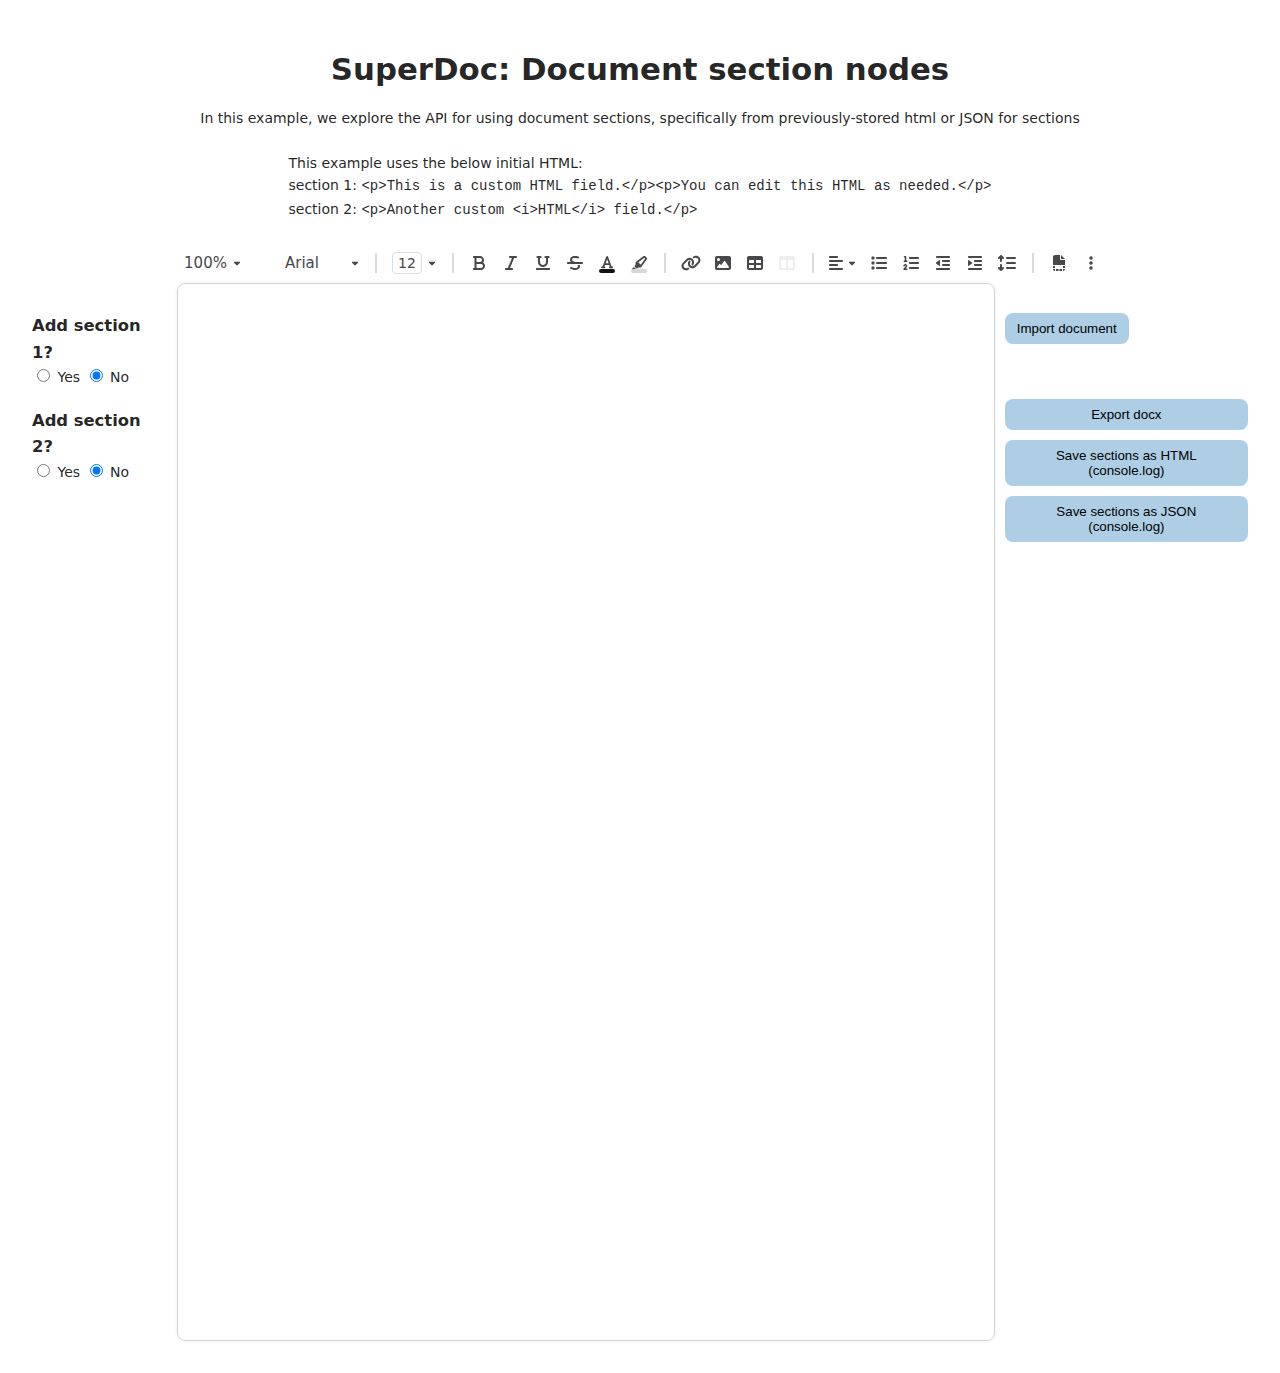 SuperDoc: Document section nodes
In this example, we explore the API for using document sections, specifically from previously-stored html or JSON for sections
This example uses the below initial HTML:
section 1: <p>This is a custom HTML field.</p><p>You can edit this HTML as needed.</p>
section 2: <p>Another custom <i>HTML</i> field.</p>
100% Arial 12
Add section
1?
Yes No
Add section
2?
Yes No
Import document
Export docx
Save sections as HTML
(console.log)
Save sections as JSON
(console.log)